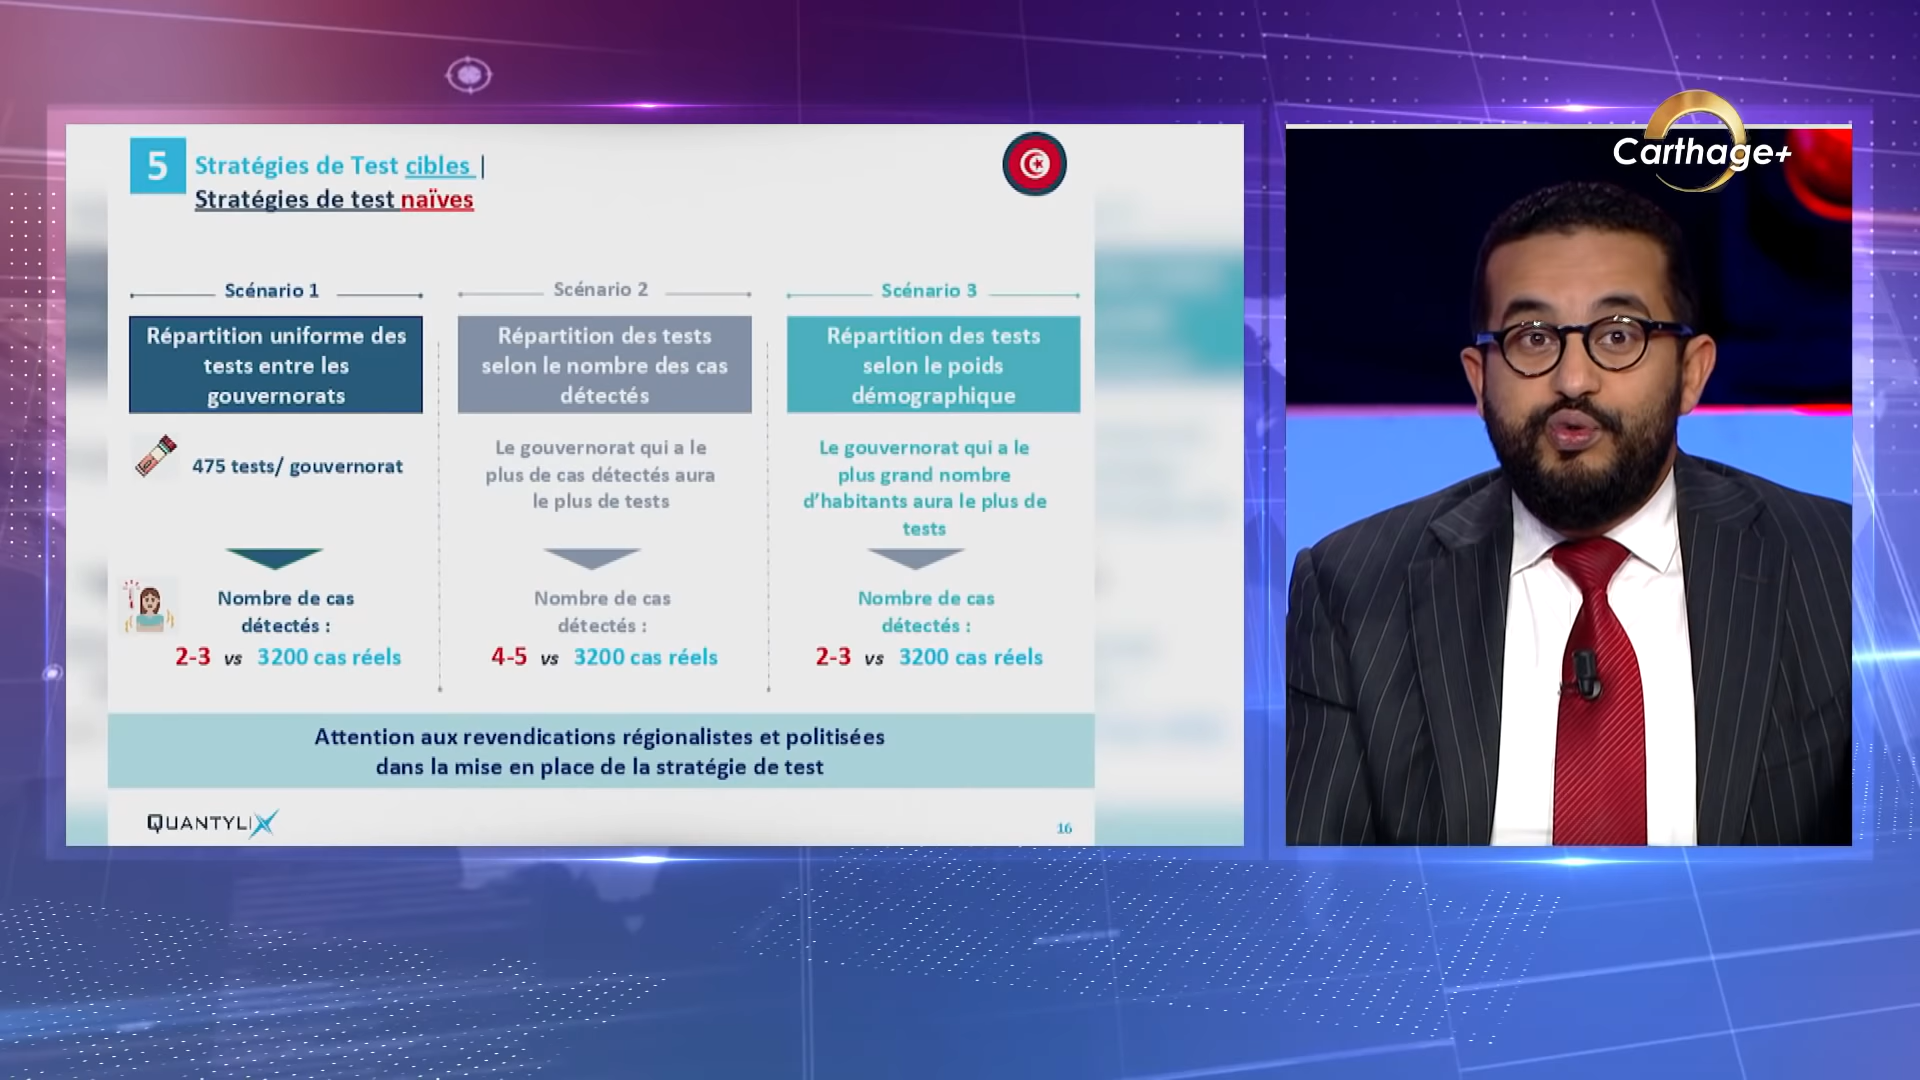 5
Stratégies de Test cibles |
Stratégies de test naïves
Carthage+
Scénario 1
Répartition uniforme des
tests entre les
gouvernorats
475 tests/ gouvernorat
Nombre de cas
détectés :
2-3 vs 3200 cas réels
Scénario 2
Répartition des tests
selon le nombre des cas
détectés
Le gouvernorat qui a le
plus de cas détectés aura
le plus de tests
Nombre de cas
détectés :
4-5 vs 3200 cas réels
Scénario 3
Répartition des tests
selon le poids
démographique
Le gouvernorat qui a le
plus grand nombre
d’habitants aura le plus de
tests
Nombre de cas
détectés :
2-3 vs 3200 cas réels
Attention aux revendications régionalistes et politisées
dans la mise en place de la stratégie de test
QUANTYLIX
16